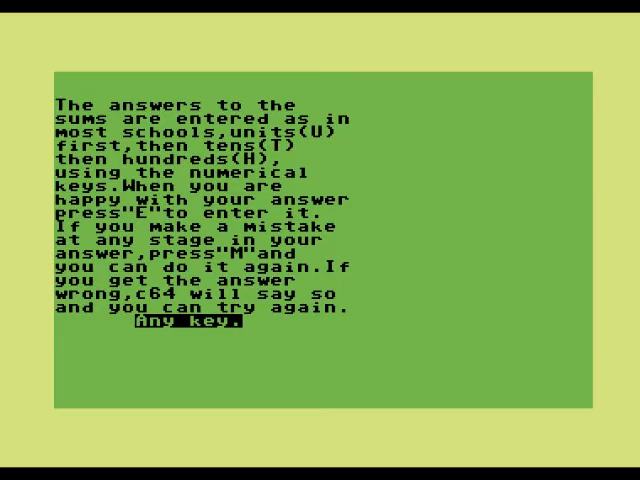 The answers to the
sums are entered as in
most schools,units(U)
first,then tens(T)
then hundreds(H),
using the numerical
keys.When you are
happy with your answer
press"E"to enter it.
If you make a mistake
at any stage in your
answer,press"M"and
you can do it again.If
you get the answer
wrong,c64 will say so
and you can try again.
Any key.